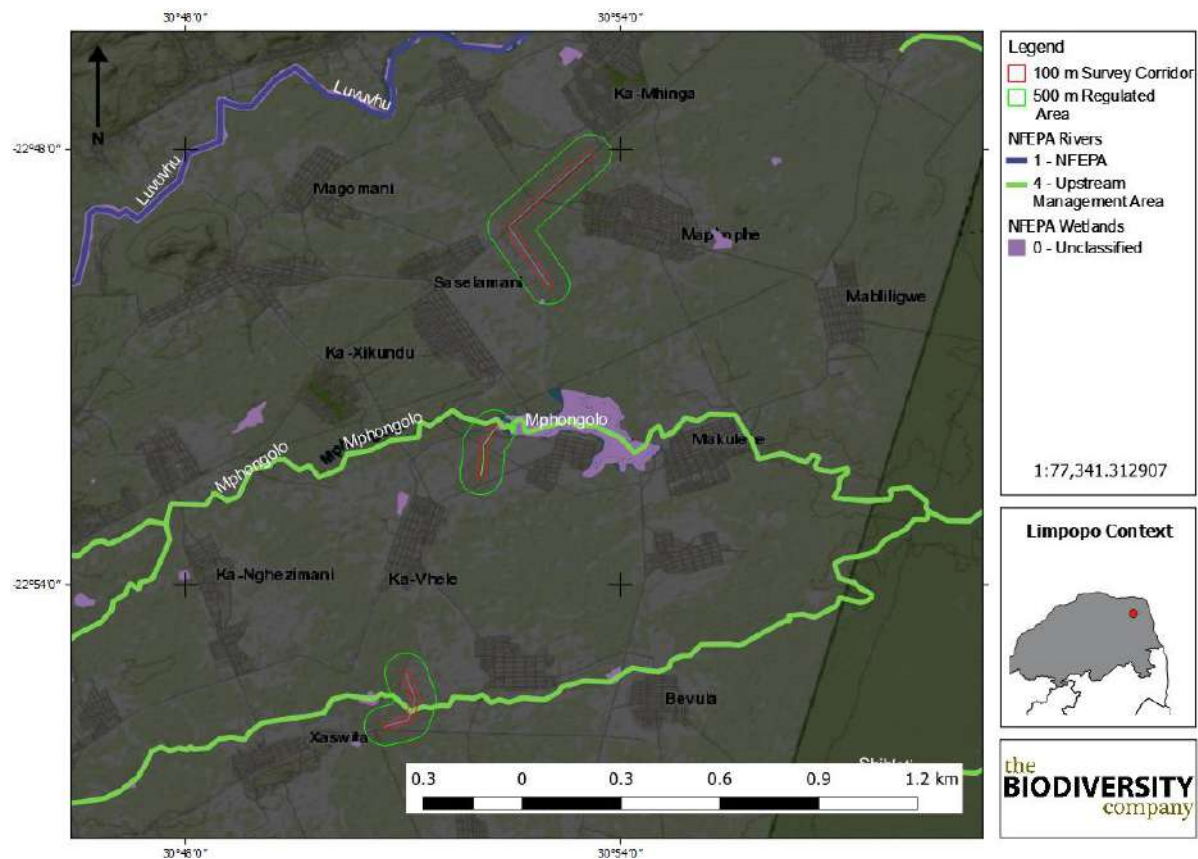 30°48'0"
30°54'0"
N
Luvuvhu
Ka-Mhinga
-22°48'0"
Luvuvhu
Magomani
Maphophe
Saselamani
Mabliligwe
Ka-Xikundu
Mphongolo
Mphongolo
Mphongolo
Makuleke
-22°54'0"
Ka-Nghezimani
Ka-Vhele
Bevula
Xaswita
0.3 0 0.3 0.6 0.9 1.2 km
30°48'0"
30°54'0"
Legend
100 m Survey Corridor
500 m Regulated
Area
NFEPA Rivers
1 - NFEPA
4 - Upstream
Management Area
NFEPA Wetlands
0 - Unclassified
1:77,341.312907
Limpopo Context
the
BIODIVERSITY
company